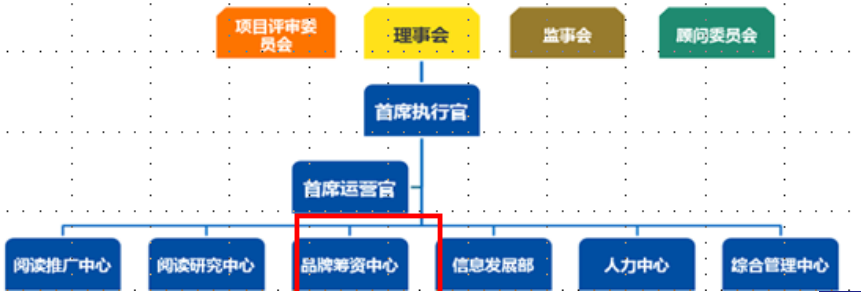 项目评审委
员会
理事会
监事会
顾问委员会
首席执行官
首席运营官
阅读推广中心
阅读研究中心
品牌筹资中心
信息发展部
人力中心
综合管理中心